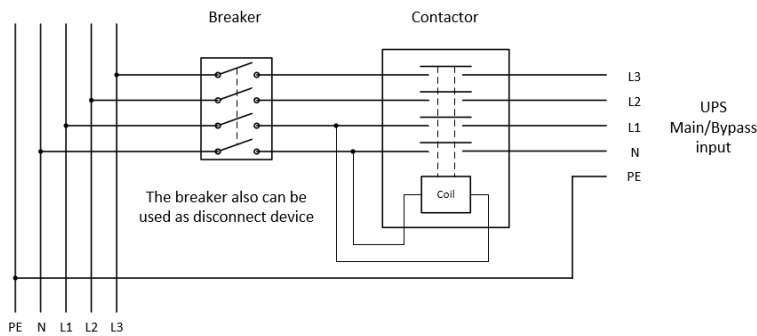 Breaker
Contactor
L3
L2
L1
N
PE
UPS
Main/Bypass
input
Coil
The breaker also can be
used as disconnect device
PE N L1 L2 L3